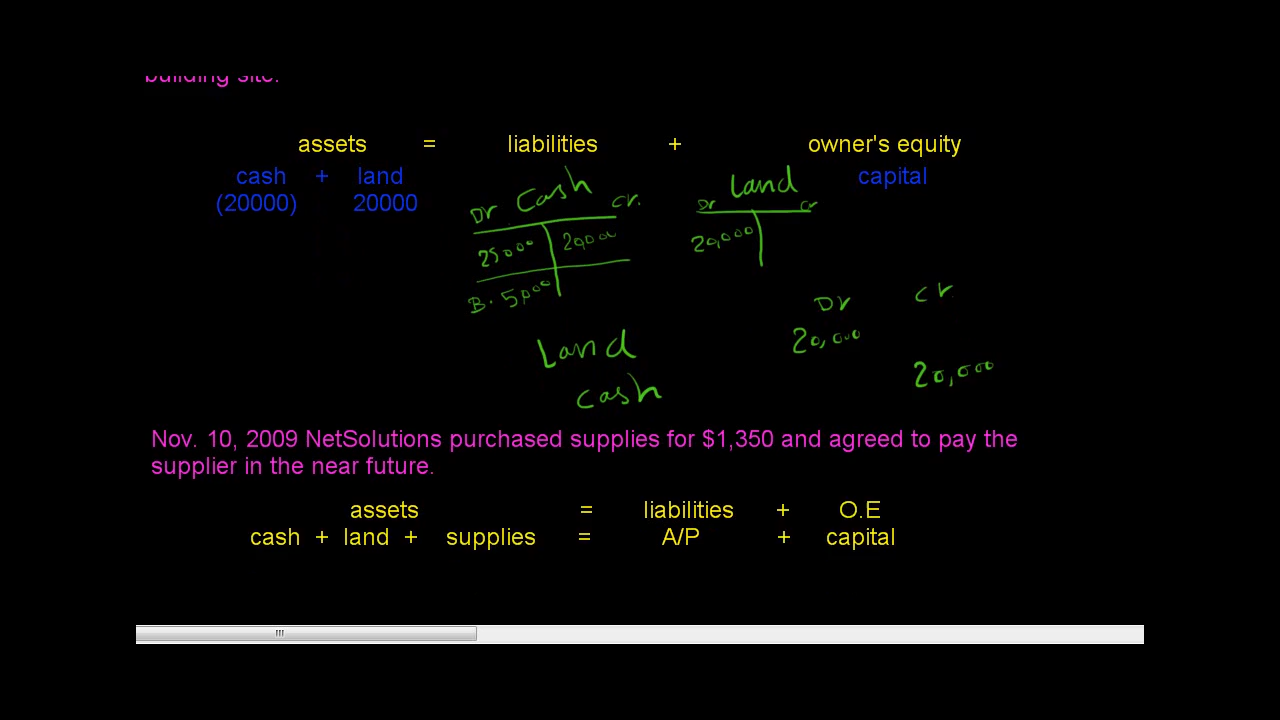 building site.
assets = liabilities + owner's equity
cash + land capital
(20000) 20000
Dr Cash cr. Dr Land Cr
25000 20000 20,000
B. 5,000
Dr Cr.
Land 20,000
cash 20,000
Nov. 10, 2009 NetSolutions purchased supplies for $1,350 and agreed to pay the
supplier in the near future.
assets = liabilities + O.E
cash + land + supplies = A/P + capital